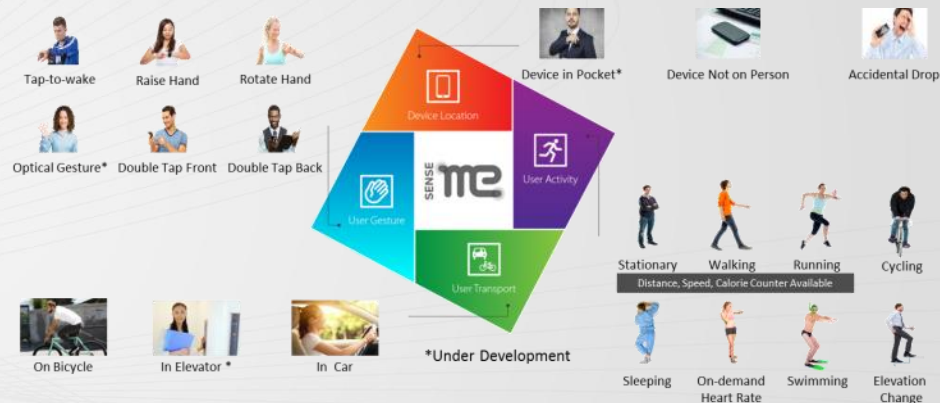 Tap-to-wake
Raise Hand
Rotate Hand
Optical Gesture*
Double Tap Front
Double Tap Back
Device in Pocket*
Device Not on Person
Accidental Drop
Device Location
User Activity
User Gesture
User Transport
SENSE
me
Stationary
Walking
Running
Cycling
Distance, Speed, Calorie Counter Available
Sleeping
On-demand
Heart Rate
Swimming
Elevation
Change
On Bicycle
In Elevator *
In Car
*Under Development